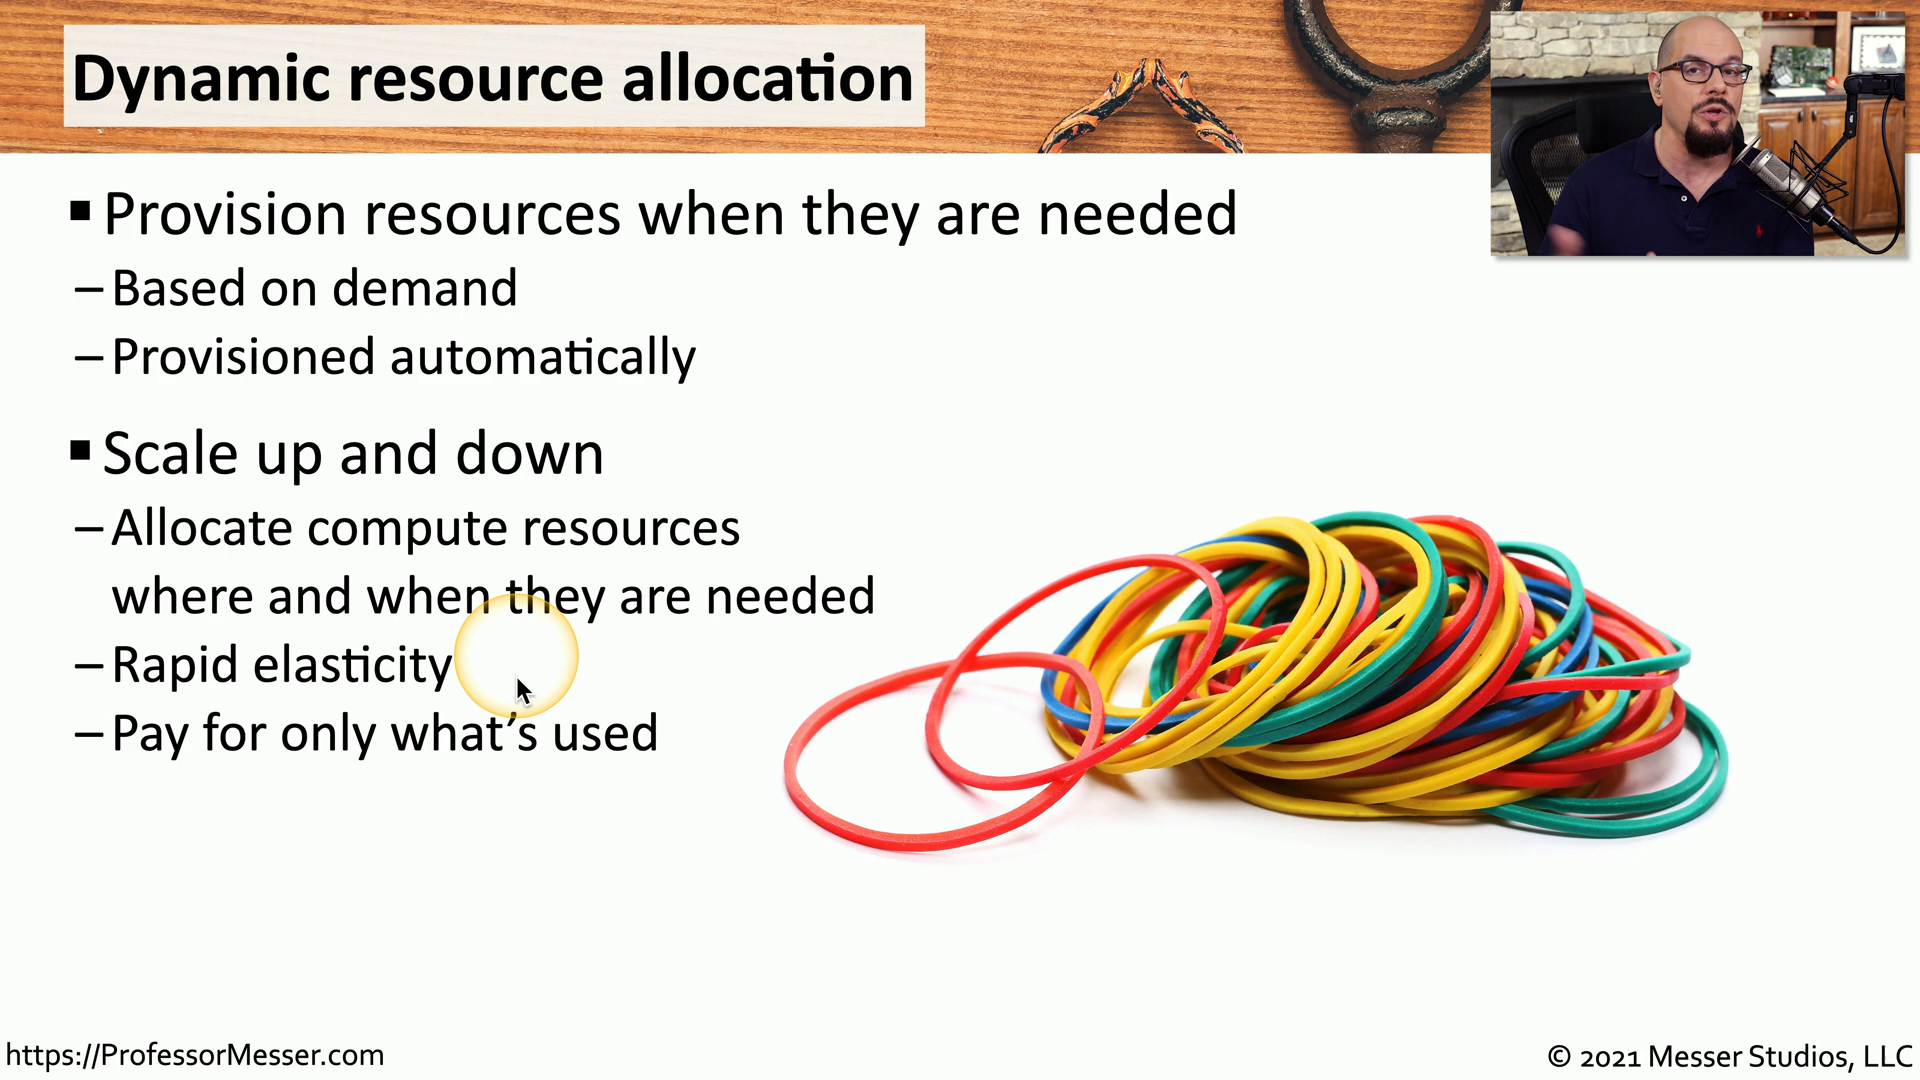 Dynamic resource allocation
▪ Provision resources when they are needed
– Based on demand
– Provisioned automatically
▪ Scale up and down
– Allocate compute resources
where and when they are needed
– Rapid elasticity
– Pay for only what's used
https://ProfessorMesser.com
© 2021 Messer Studios, LLC